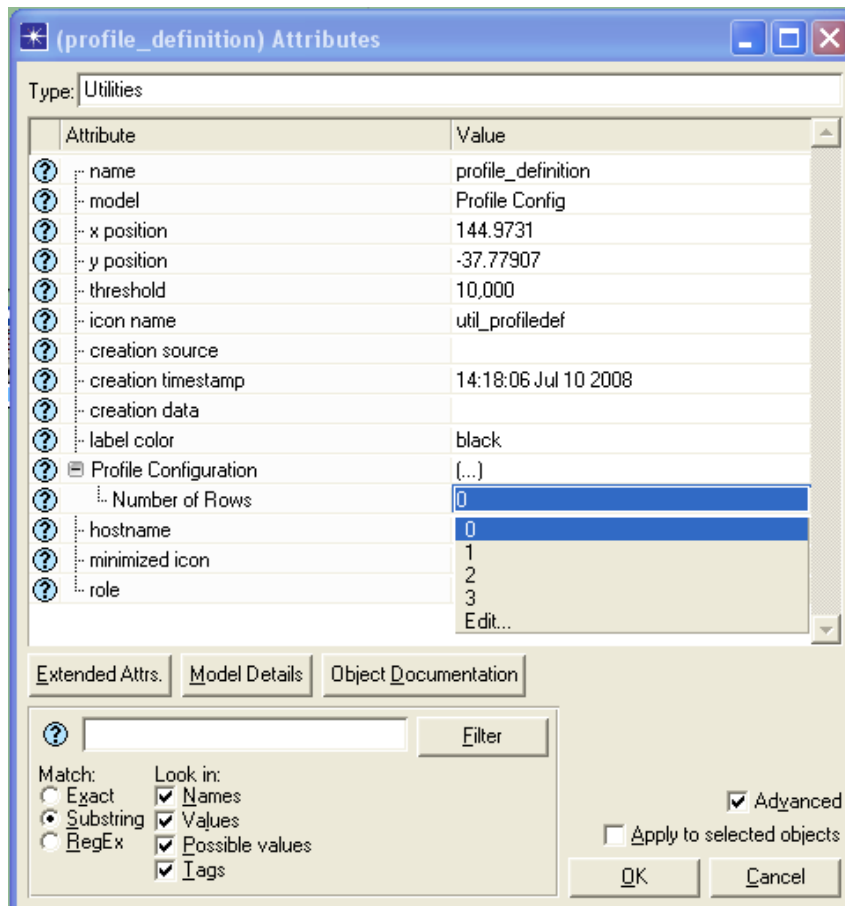 (profile_definition) Attributes
Type: Utilities
Attribute Value
name profile_definition
model Profile Config
x position 144.9731
y position -37.77907
threshold 10,000
icon name util_profiledef
creation source
creation timestamp 14:18:06 Jul 10 2008
creation data
label color black
Profile Configuration (...)
Number of Rows 0
hostname 0
minimized icon 1
2
role 3
Edit...
Extended Attrs. Model Details Object Documentation
Filter
Match: Look in:
Exact Names
Substring Values
RegEx Possible values
Tags
Advanced
Apply to selected objects
OK Cancel